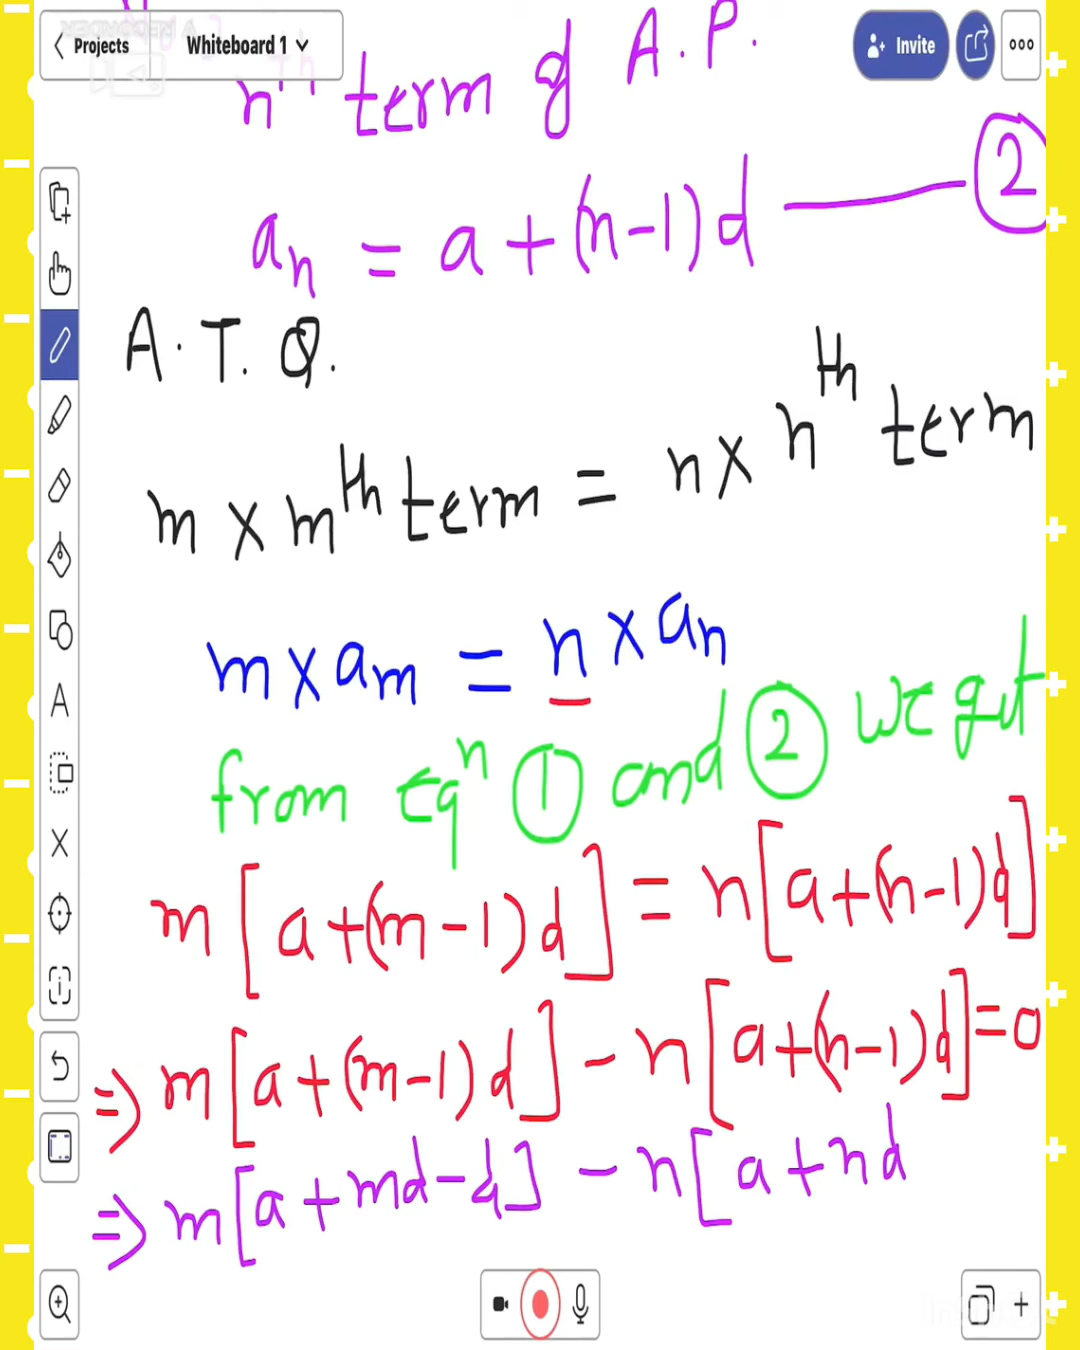 Projects Whiteboard 1 Invite
nth term of A.P.
an = a + (n-1)d —— 2
A.T.Q.
m x mth term = n x nth term
m x am = n x an
from eqn 1 and 2 we get
m[a+(m-1)d] = n[a+(n-1)d]
=> m[a+(m-1)d] - n[a+(n-1)d]=0
=> m[a+md-d] - n[a+nd
A